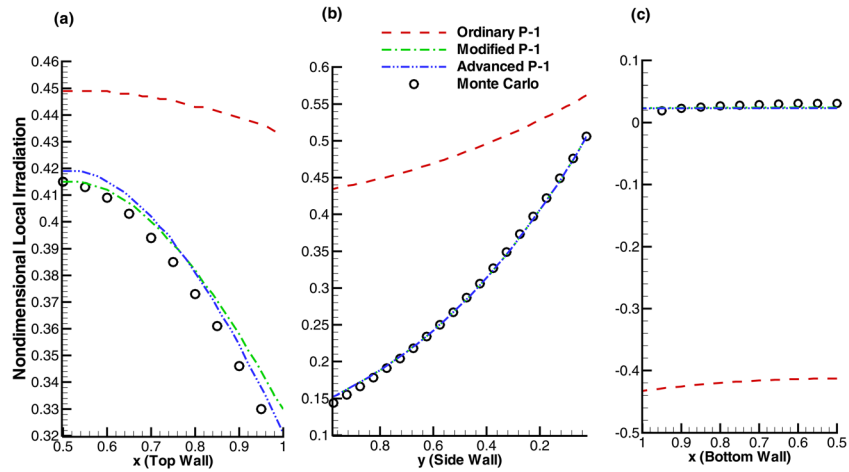 (a)
(b)
(c)
Ordinary P-1
Modified P-1
Advanced P-1
Monte Carlo
Nondimensional Local Irradiation
0.46
0.45
0.44
0.43
0.42
0.41
0.4
0.39
0.38
0.37
0.36
0.35
0.34
0.33
0.32
0.5 0.6 0.7 0.8 0.9 1
x (Top Wall)
0.6
0.55
0.5
0.45
0.4
0.35
0.3
0.25
0.2
0.15
0.1
0.8 0.6 0.4 0.2
y (Side Wall)
0.1
0
-0.1
-0.2
-0.3
-0.4
-0.5
1 0.9 0.8 0.7 0.6 0.5
x (Bottom Wall)